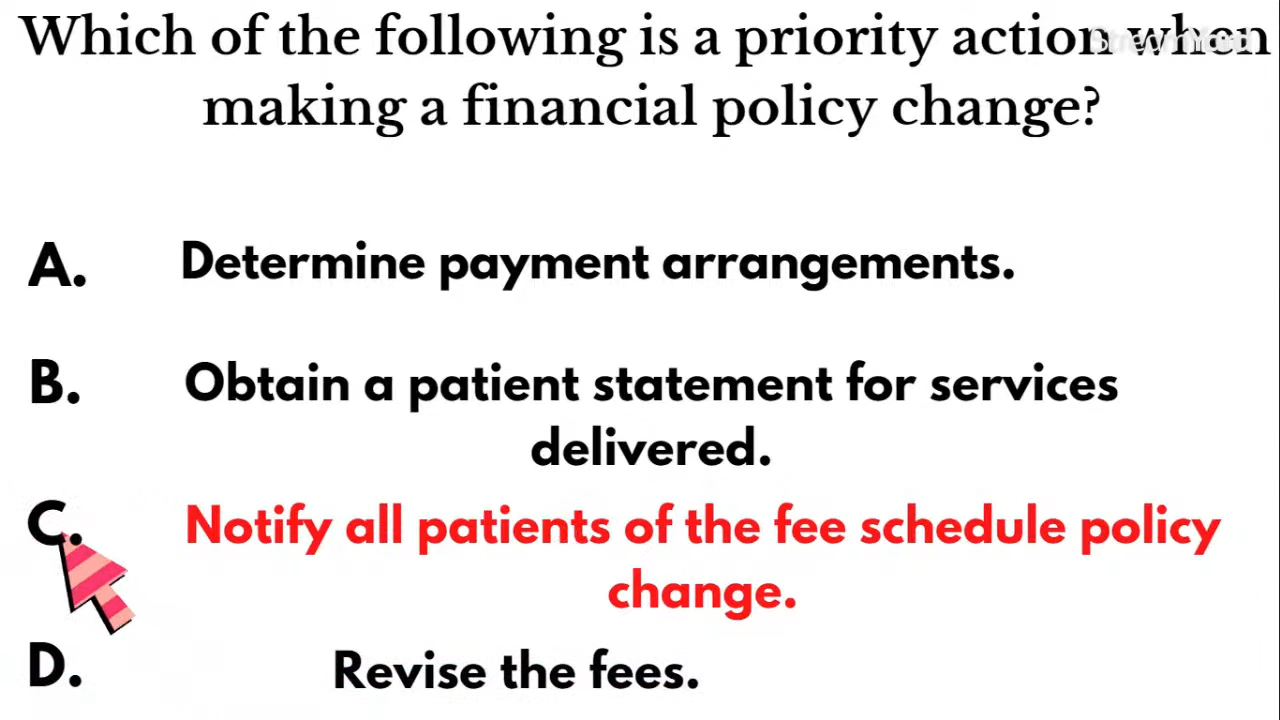 Which of the following is a priority action when
StreamYard
making a financial policy change?
A. Determine payment arrangements.
B. Obtain a patient statement for services
delivered.
C. Notify all patients of the fee schedule policy
change.
D. Revise the fees.